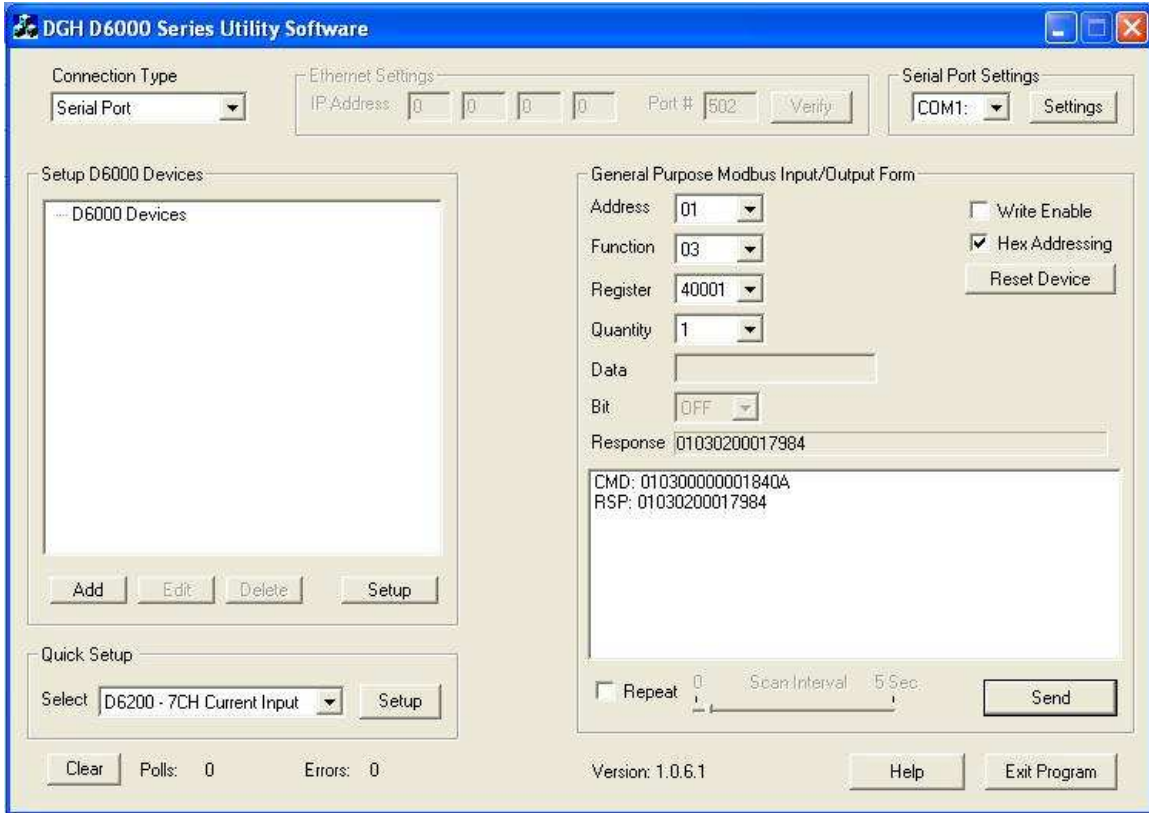 DGH D6000 Series Utility Software
Connection Type
Serial Port
Ethernet Settings
IP Address 0 0 0 0 Port # 502 Verify
Serial Port Settings
COM1: Settings
Setup D6000 Devices
D6000 Devices
Add Edit Delete Setup
Quick Setup
Select D6200 - 7CH Current Input Setup
General Purpose Modbus Input/Output Form
Address 01
Write Enable
Function 03
Hex Addressing
Reset Device
Register 40001
Quantity 1
Data
Bit OFF
Response 01030200017984
CMD: 010300000001840A
RSP: 01030200017984
Repeat 0 Scan Interval 5 Sec.
Send
Clear Polls: 0 Errors: 0
Version: 1.0.6.1
Help Exit Program